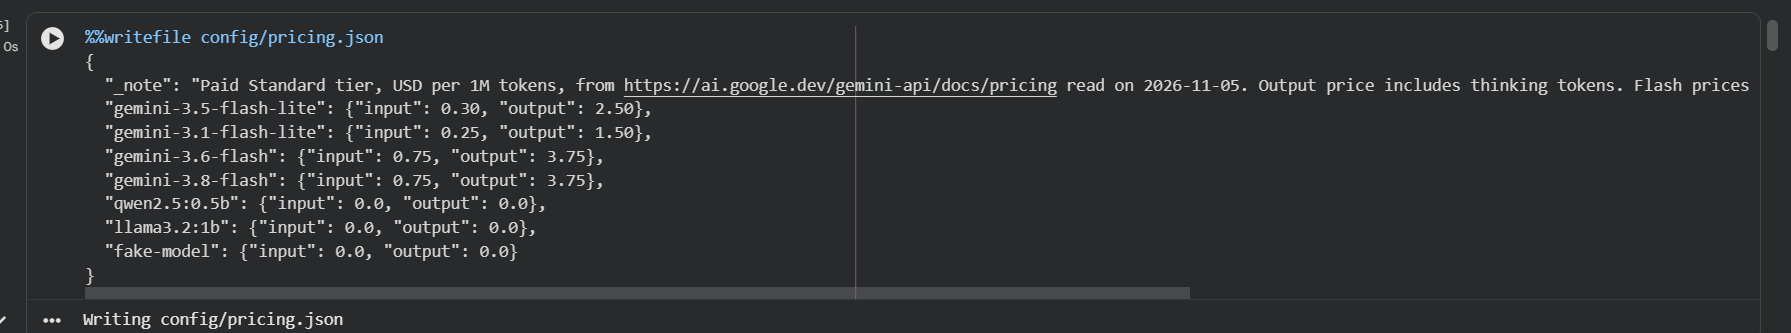 5]
0s
%%writefile config/pricing.json
{
"_note": "Paid Standard tier, USD per 1M tokens, from https://ai.google.dev/gemini-api/docs/pricing read on 2026-11-05. Output price includes thinking tokens. Flash prices
"gemini-3.5-flash-lite": {"input": 0.30, "output": 2.50},
"gemini-3.1-flash-lite": {"input": 0.25, "output": 1.50},
"gemini-3.6-flash": {"input": 0.75, "output": 3.75},
"gemini-3.8-flash": {"input": 0.75, "output": 3.75},
"qwen2.5:0.5b": {"input": 0.0, "output": 0.0},
"llama3.2:1b": {"input": 0.0, "output": 0.0},
"fake-model": {"input": 0.0, "output": 0.0}
}
Writing config/pricing.json